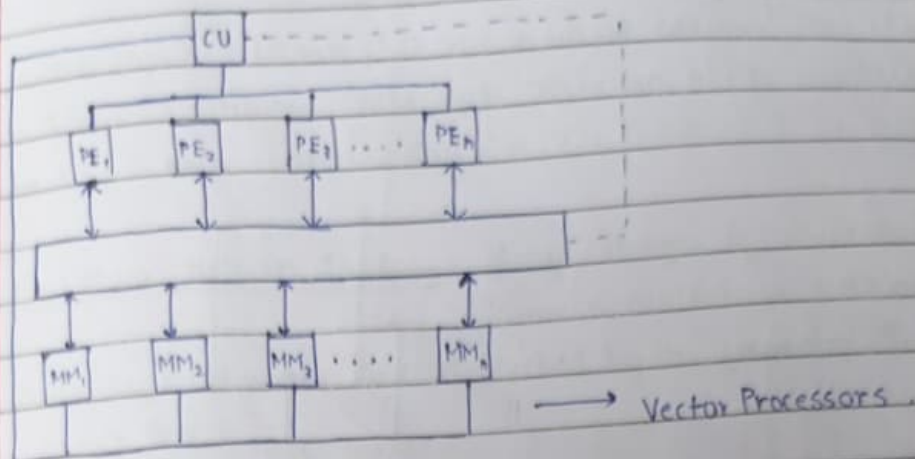 CU
PE₁ PE₂ PE₃ .... PEₙ
MM₁ MM₂ MM₃ .... MMₙ
Vector Processors.